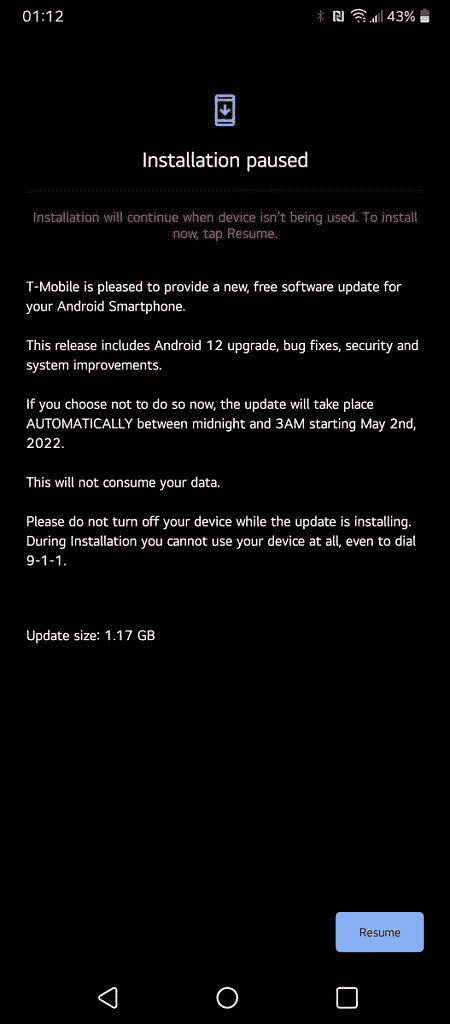 01:12
43%
Installation paused
Installation will continue when device isn't being used. To install
now, tap Resume.
T-Mobile is pleased to provide a new, free software update for
your Android Smartphone.
This release includes Android 12 upgrade, bug fixes, security and
system improvements.
If you choose not to do so now, the update will take place
AUTOMATICALLY between midnight and 3AM starting May 2nd,
2022.
This will not consume your data.
Please do not turn off your device while the update is installing.
During Installation you cannot use your device at all, even to dial
9-1-1.
Update size: 1.17 GB
Resume